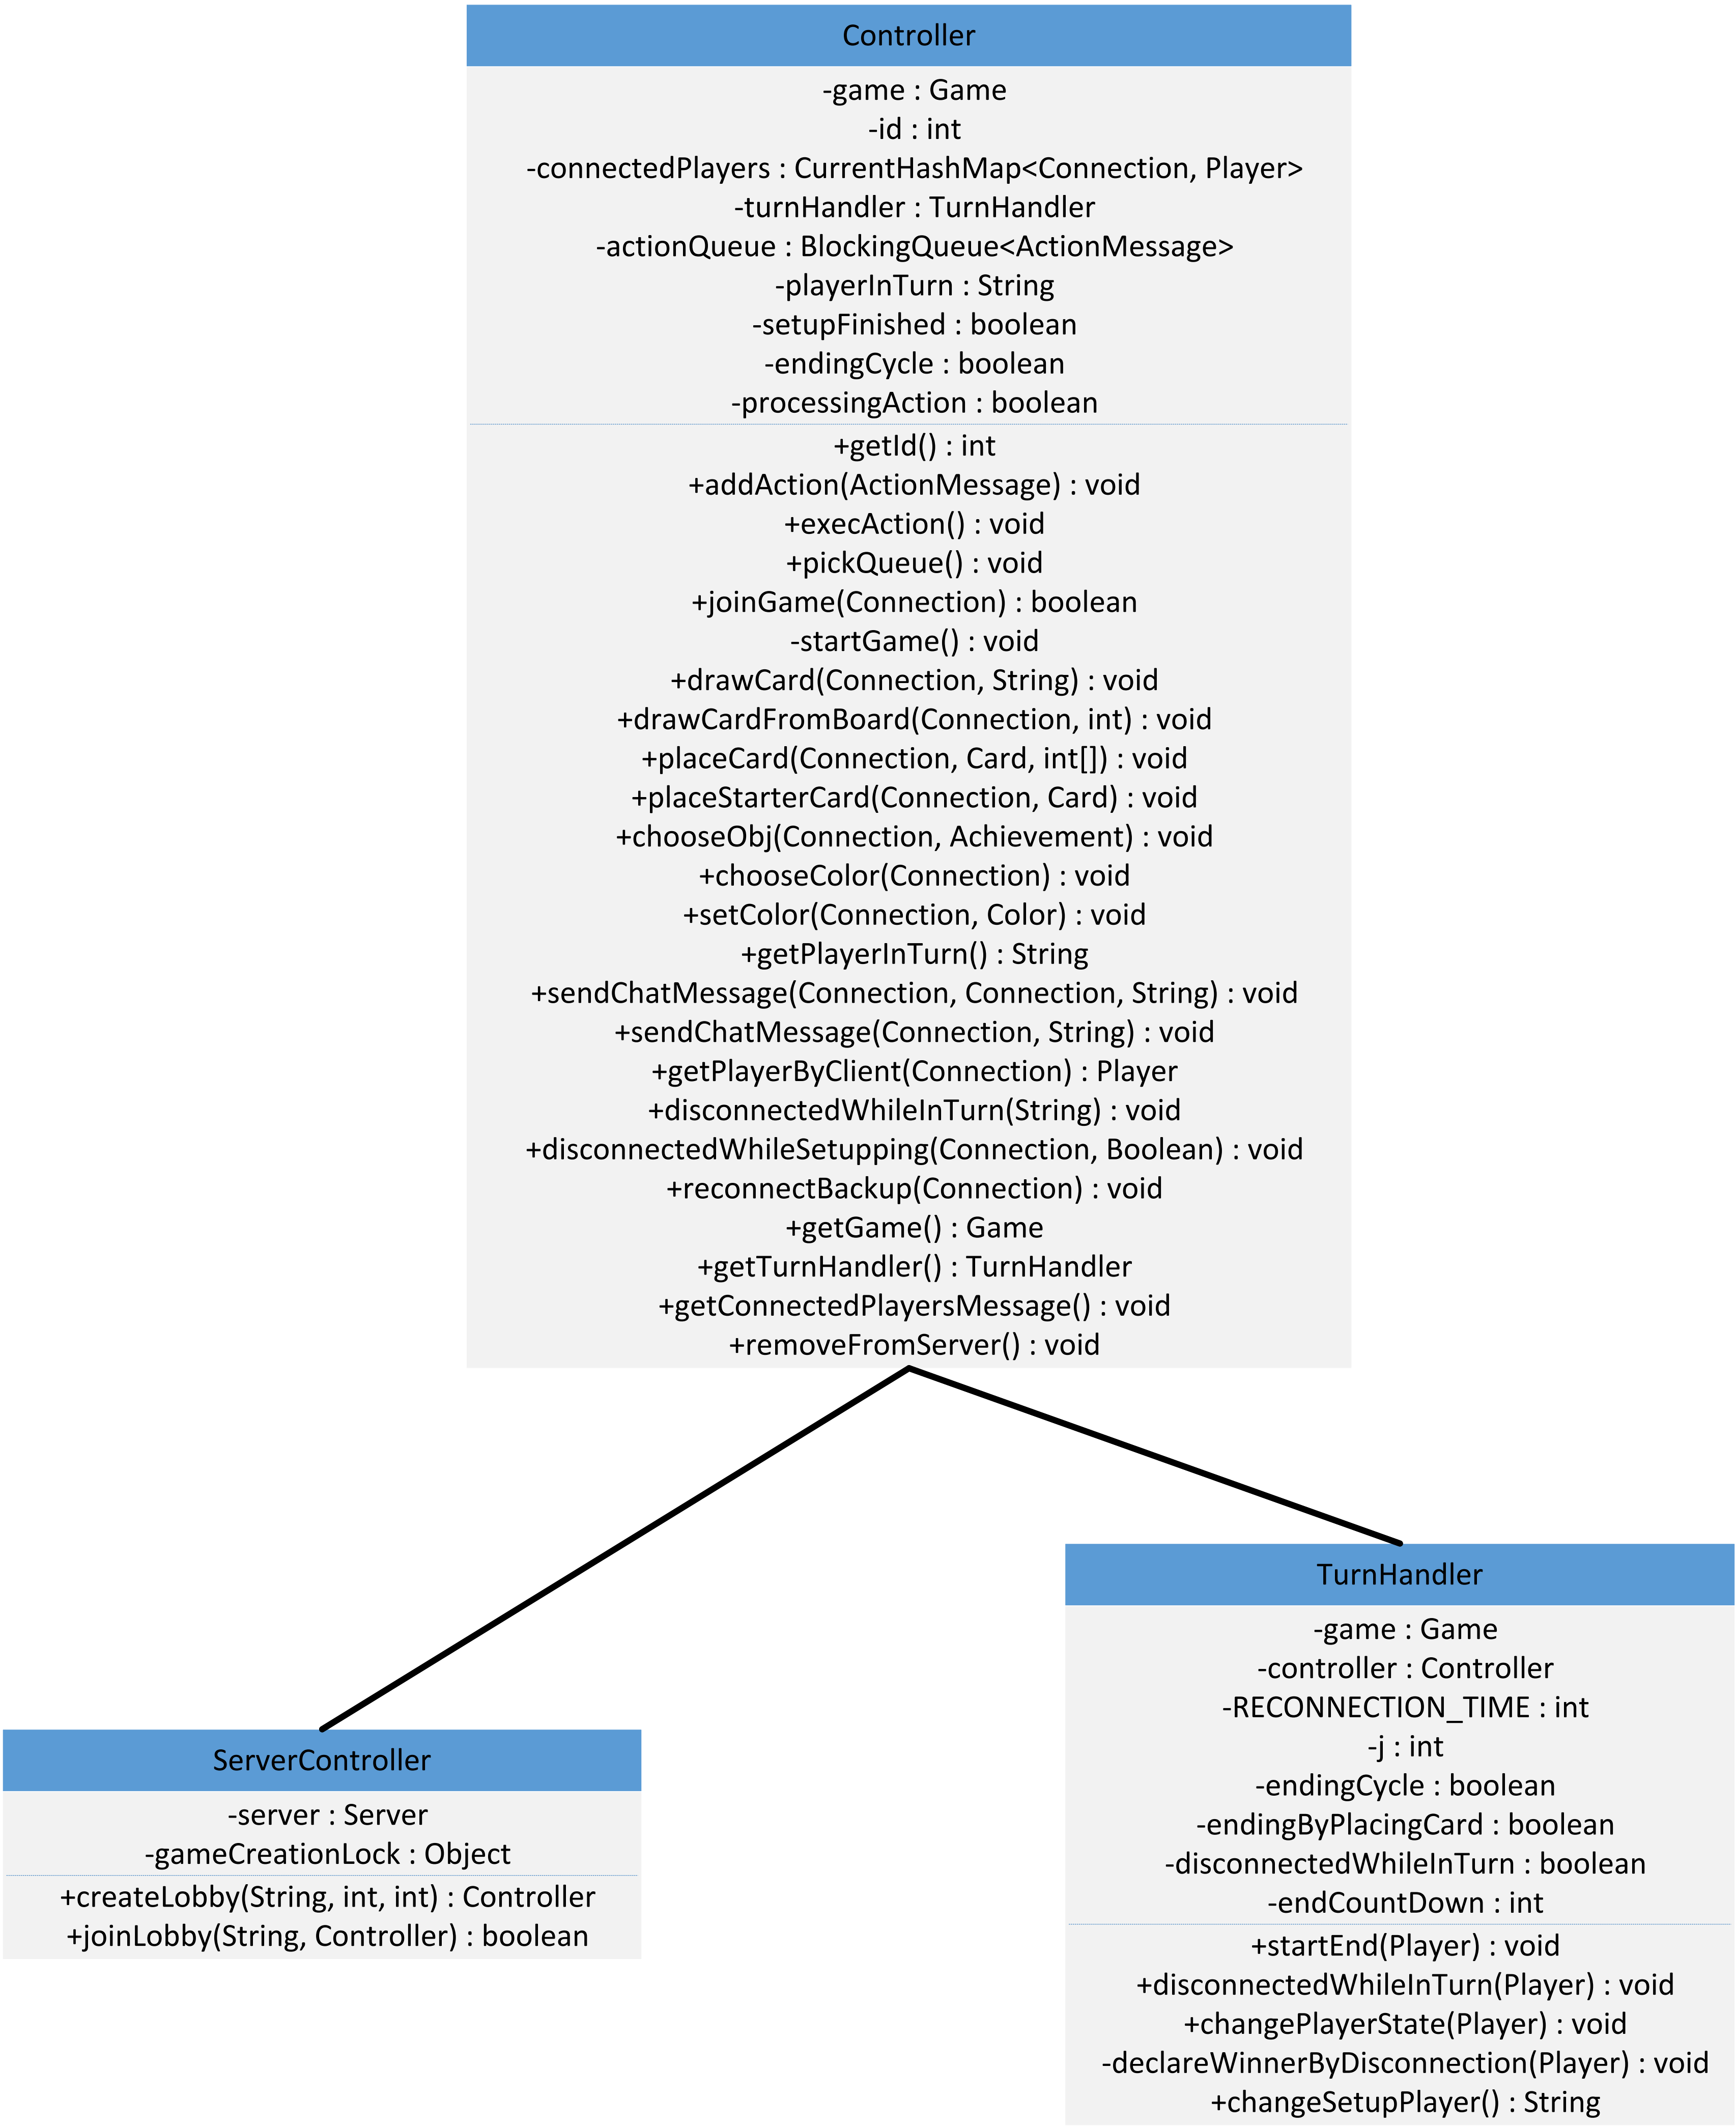 Controller
-game : Game
-id : int
-connectedPlayers : CurrentHashMap<Connection, Player>
-turnHandler : TurnHandler
-actionQueue : BlockingQueue<ActionMessage>
-playerInTurn : String
-setupFinished : boolean
-endingCycle : boolean
-processingAction : boolean
+getId() : int
+addAction(ActionMessage) : void
+execAction() : void
+pickQueue() : void
+joinGame(Connection) : boolean
-startGame() : void
+drawCard(Connection, String) : void
+drawCardFromBoard(Connection, int) : void
+placeCard(Connection, Card, int[]) : void
+placeStarterCard(Connection, Card) : void
+chooseObj(Connection, Achievement) : void
+chooseColor(Connection) : void
+setColor(Connection, Color) : void
+getPlayerInTurn() : String
+sendChatMessage(Connection, Connection, String) : void
+sendChatMessage(Connection, String) : void
+getPlayerByClient(Connection) : Player
+disconnectedWhileInTurn(String) : void
+disconnectedWhileSetupping(Connection, Boolean) : void
+reconnectBackup(Connection) : void
+getGame() : Game
+getTurnHandler() : TurnHandler
+getConnectedPlayersMessage() : void
+removeFromServer() : void
ServerController
-server : Server
-gameCreationLock : Object
+createLobby(String, int, int) : Controller
+joinLobby(String, Controller) : boolean
TurnHandler
-game : Game
-controller : Controller
-RECONNECTION_TIME : int
-j : int
-endingCycle : boolean
-endingByPlacingCard : boolean
-disconnectedWhileInTurn : boolean
-endCountDown : int
+startEnd(Player) : void
+disconnectedWhileInTurn(Player) : void
+changePlayerState(Player) : void
-declareWinnerByDisconnection(Player) : void
+changeSetupPlayer() : String